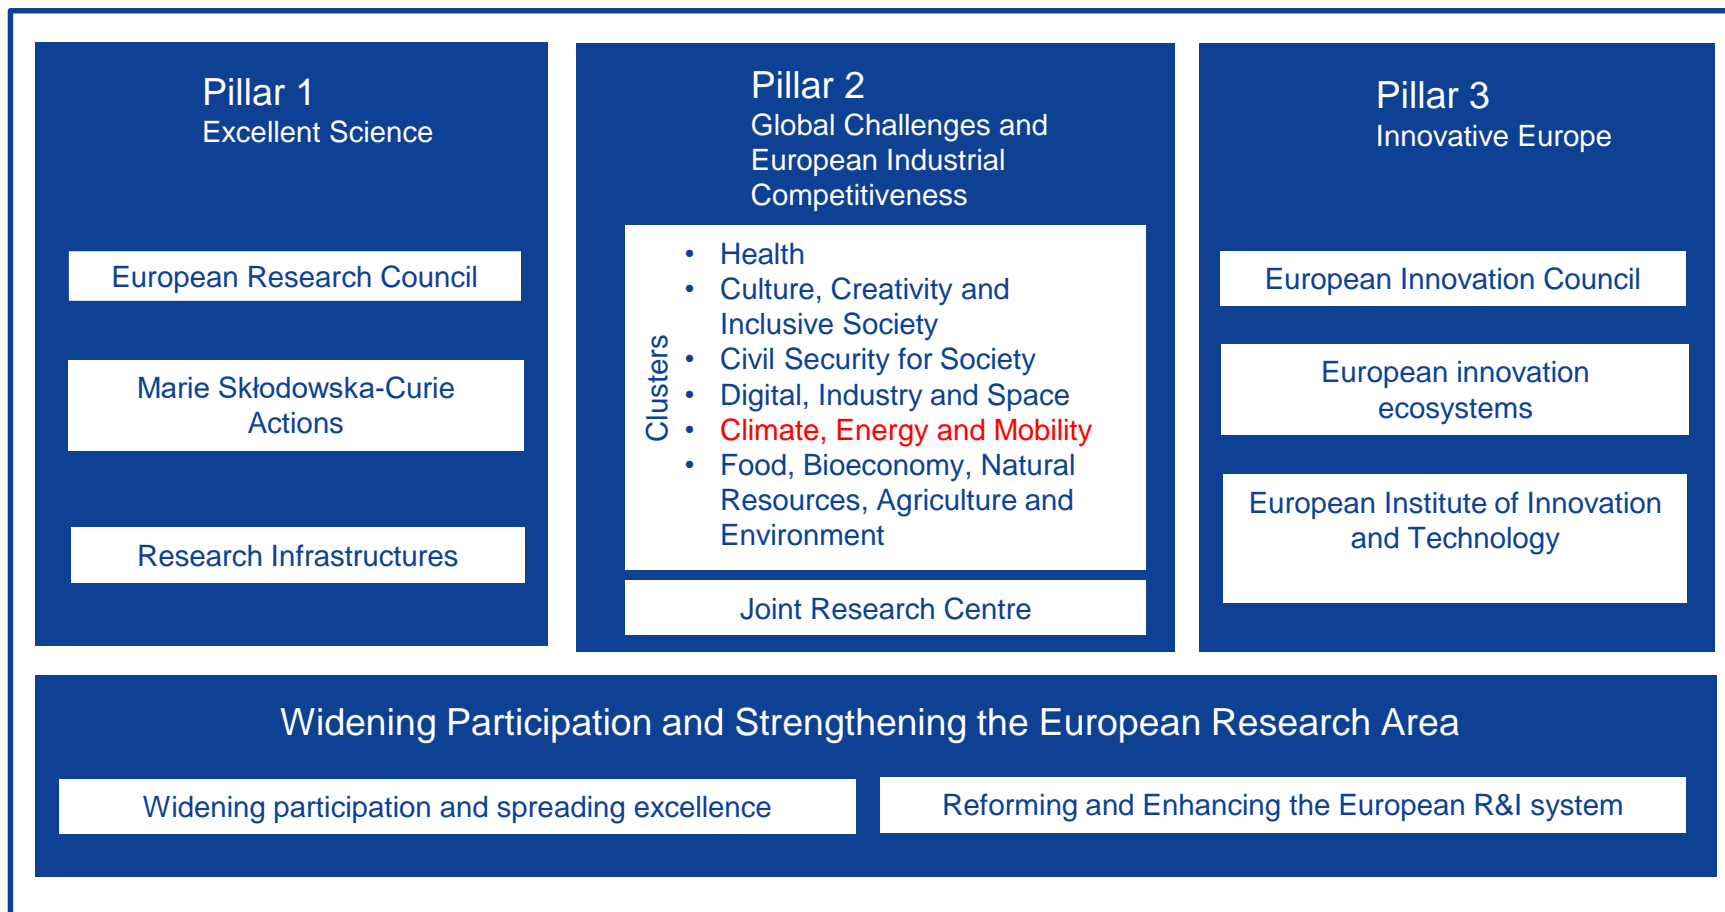 Pillar 1
Excellent Science
European Research Council
Marie Skłodowska-Curie
Actions
Research Infrastructures
Pillar 2
Global Challenges and
European Industrial
Competitiveness
Clusters
• Health
• Culture, Creativity and
Inclusive Society
• Civil Security for Society
• Digital, Industry and Space
• Climate, Energy and Mobility
• Food, Bioeconomy, Natural
Resources, Agriculture and
Environment
Joint Research Centre
Pillar 3
Innovative Europe
European Innovation Council
European innovation
ecosystems
European Institute of Innovation
and Technology
Widening Participation and Strengthening the European Research Area
Widening participation and spreading excellence
Reforming and Enhancing the European R&I system